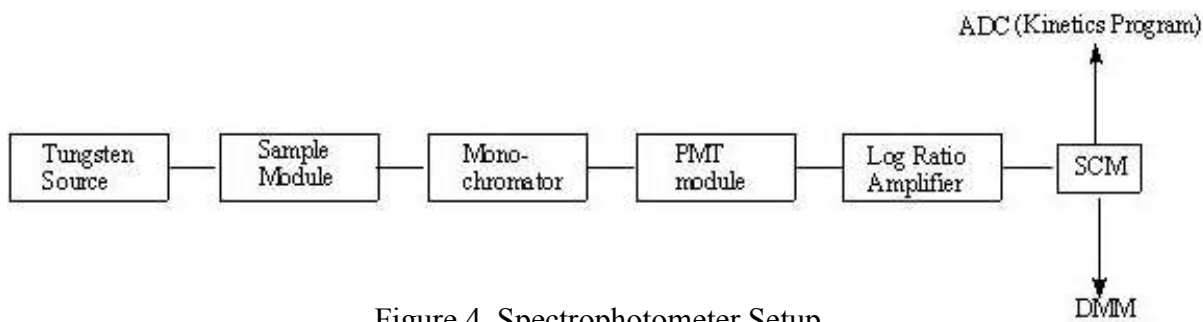 ADC (Kinetics Program)
Tungsten
Source
Sample
Module
Mono-
chromator
PMT
module
Log Ratio
Amplifier
SCM
DMM
Figure 4. Spectrophotometer Setup